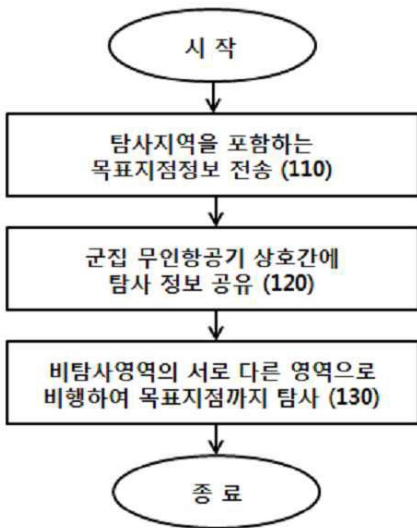 시 작
탐사지역을 포함하는
목표지점정보 전송 (110)
군집 무인항공기 상호간에
탐사 정보 공유 (120)
비탐사영역의 서로 다른 영역으로
비행하여 목표지점까지 탐사 (130)
종 료